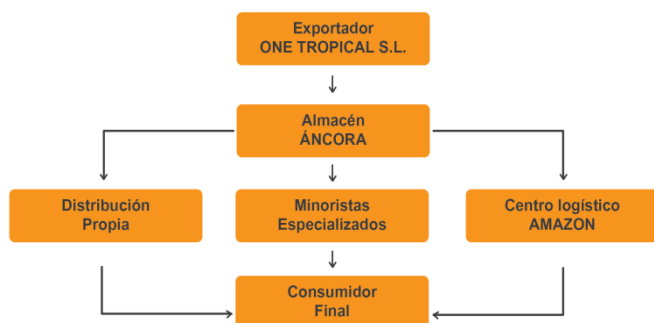 Exportador
ONE TROPICAL S.L.
Almacén
ÁNCORA
Distribución
Propia
Minoristas
Especializados
Centro logístico
AMAZON
Consumidor
Final